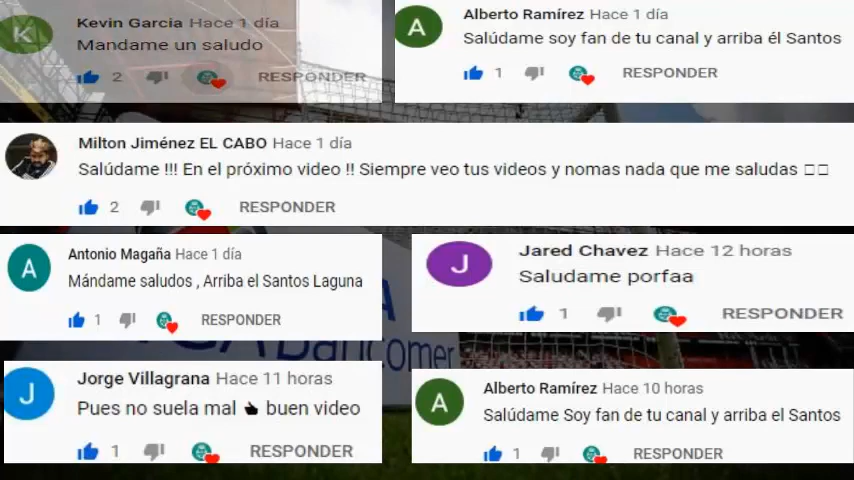 K
Kevin Garcia Hace 1 día
Mandame un saludo
2
RESPONDER
A
Alberto Ramírez Hace 1 día
Salúdame soy fan de tu canal y arriba él Santos
1
RESPONDER
Milton Jiménez EL CABO Hace 1 día
Salúdame !!! En el próximo video !! Siempre veo tus videos y nomas nada que me saludas
2
RESPONDER
A
Antonio Magaña Hace 1 día
Mándame saludos , Arriba el Santos Laguna
1
RESPONDER
J
Jared Chavez Hace 12 horas
Saludame porfaa
1
RESPONDER
Bancomer
J
Jorge Villagrana Hace 11 horas
Pues no suela mal buen video
1
RESPONDER
A
Alberto Ramírez Hace 10 horas
Salúdame Soy fan de tu canal y arriba el Santos
1
RESPONDER